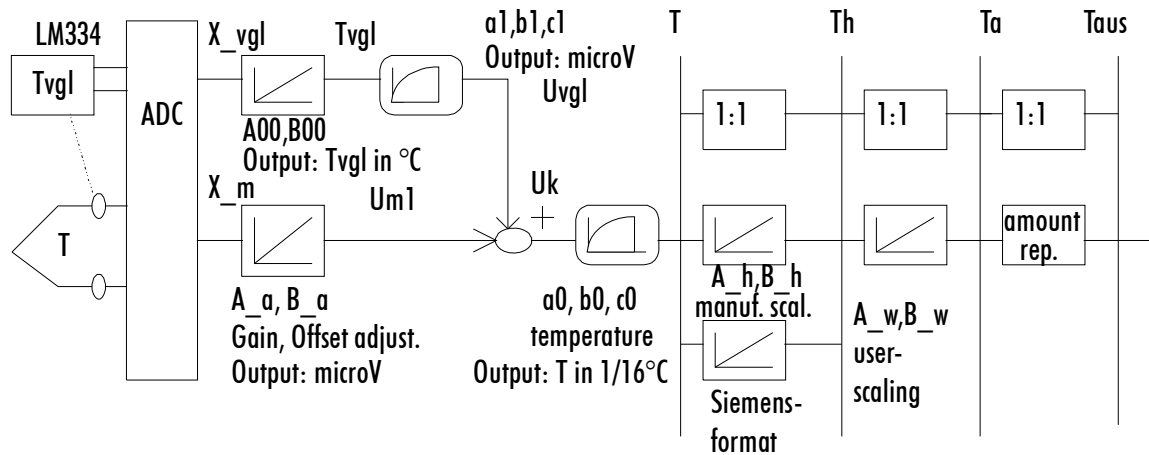 LM334
Tvgl
ADC
X_vgl
Tvgl
A00,B00
Output: Tvgl in °C
a1,b1,c1
Output: microV
Uvgl
X_m
Um1
T
A_a, B_a
Gain, Offset adjust.
Output: microV
Uk
a0, b0, c0
temperature
Output: T in 1/16°C
T
Th
Ta
Taus
1:1
1:1
1:1
A_h,B_h
manuf. scal.
Siemens-
format
A_w,B_w
user-
scaling
amount
rep.